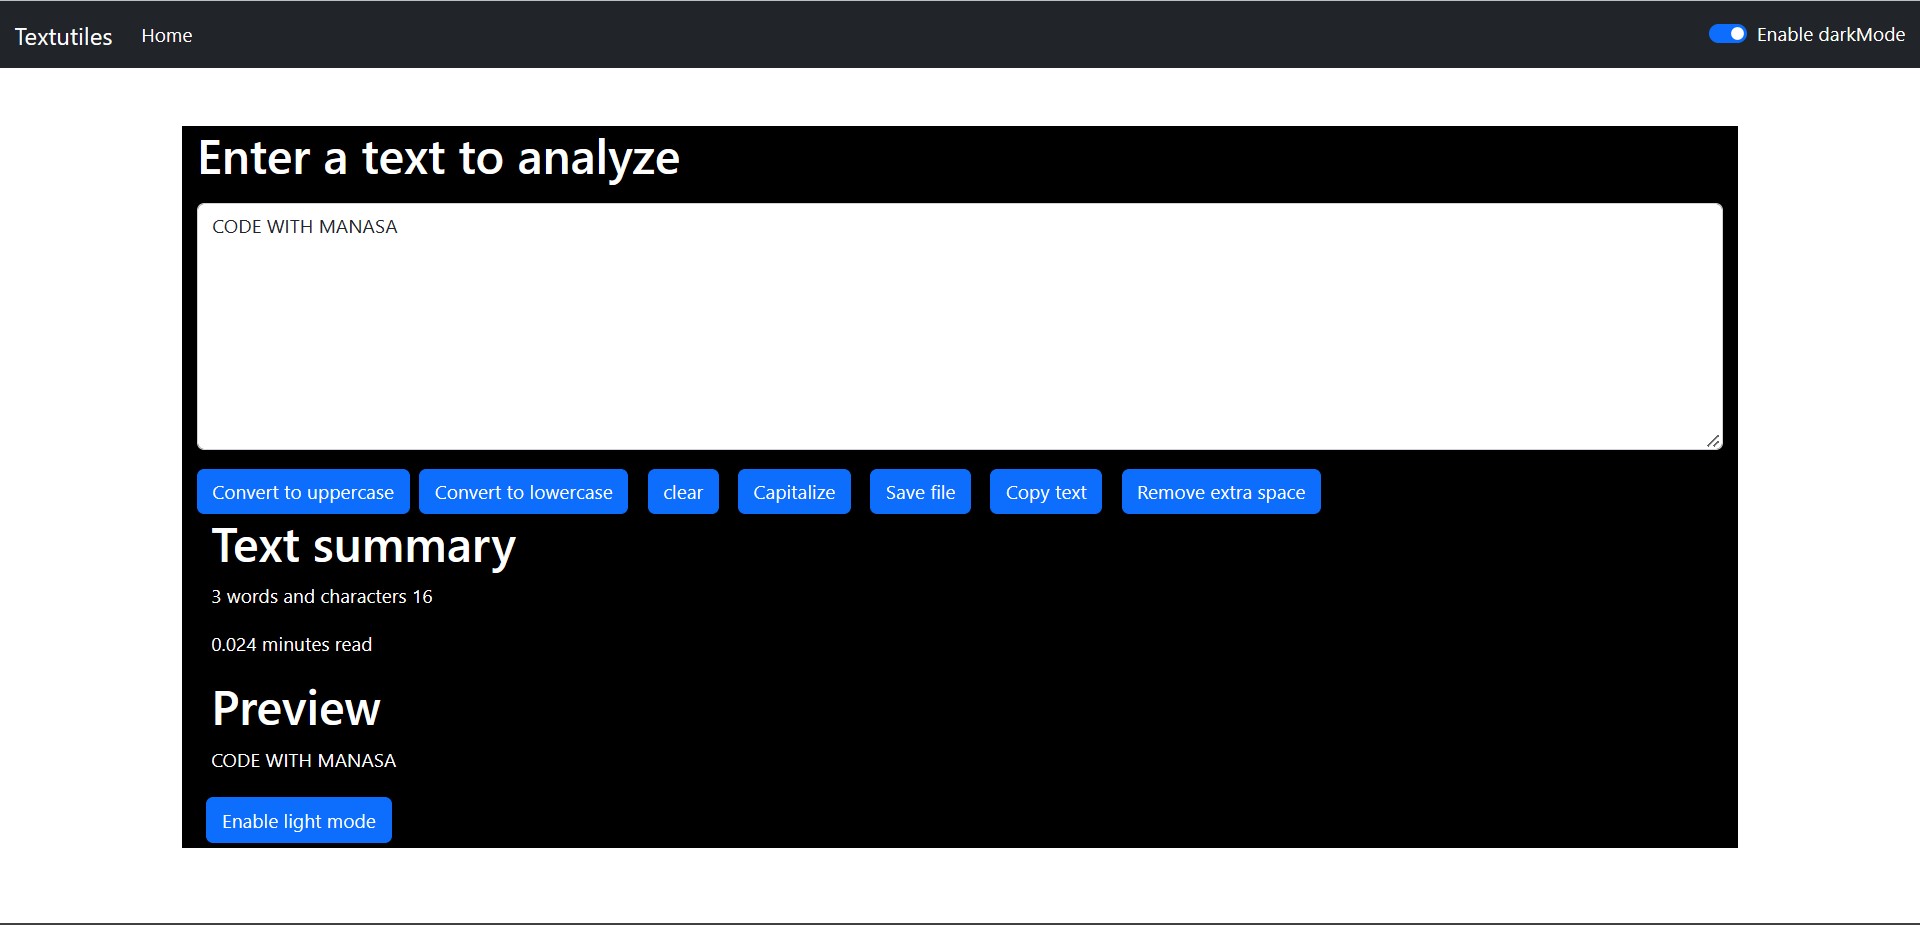 Textutiles Home Enable darkMode
Enter a text to analyze
CODE WITH MANASA
Convert to uppercase Convert to lowercase clear Capitalize Save file Copy text Remove extra space
Text summary
3 words and characters 16
0.024 minutes read
Preview
CODE WITH MANASA
Enable light mode